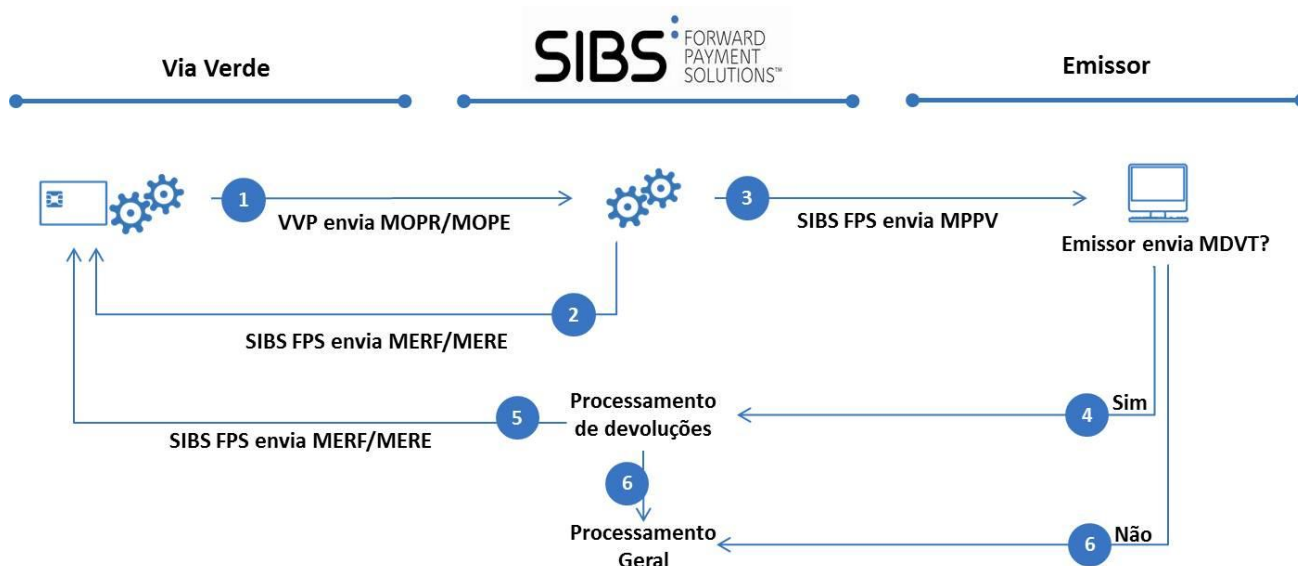 Via Verde
SIBS
FORWARD
PAYMENT
SOLUTIONS™
Emissor
1
VVP envia MOPR/MOPE
3
SIBS FPS envia MPPV
Emissor envia MDVT?
2
SIBS FPS envia MERF/MERE
Processamento
de devoluções
5
SIBS FPS envia MERF/MERE
4
Sim
6
Processamento
Geral
6
Não